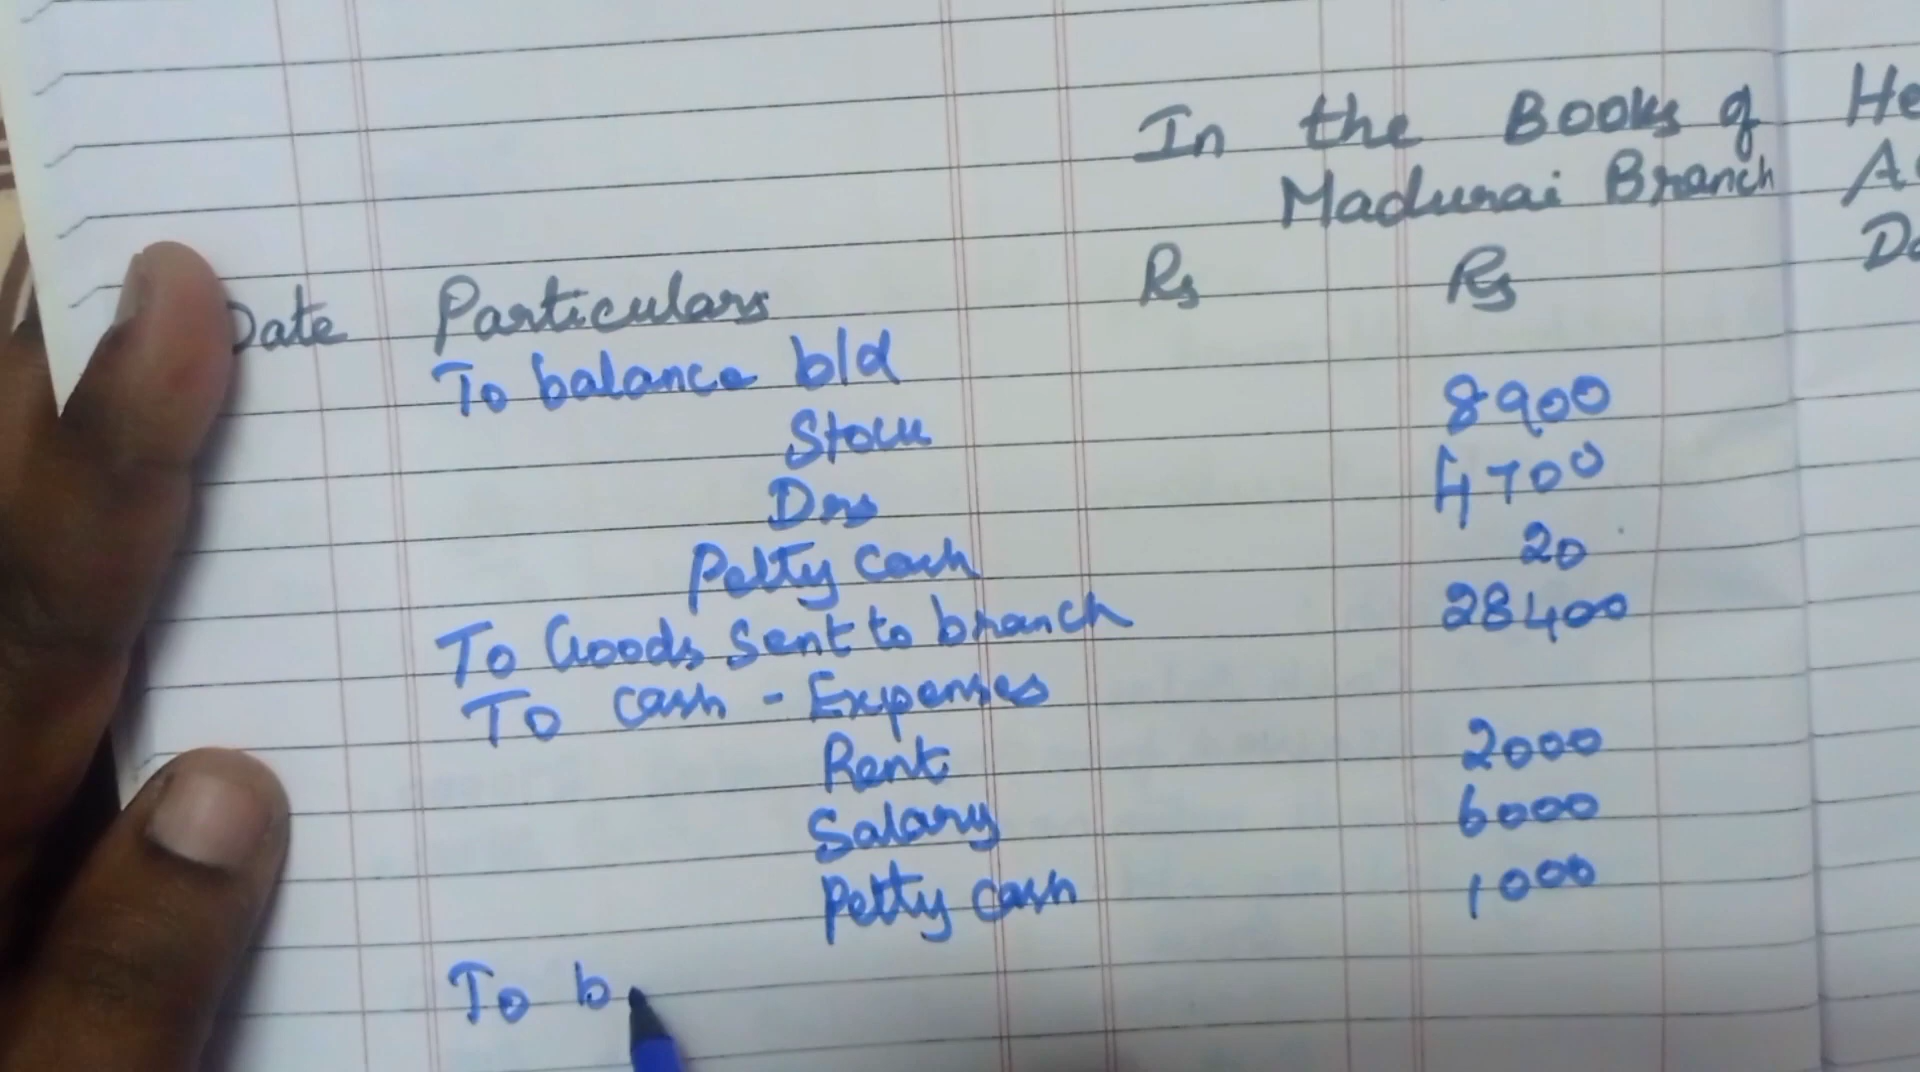 In the Books of He
Madurai Branch A
Date Particulars Rs Rs D
To balance b/d
Stock 8900
Drs 4700
Petty cash 20
To Goods sent to branch 28400
To cash - Expenses
Rent 2000
Salary 6000
Petty cash 1000
To b